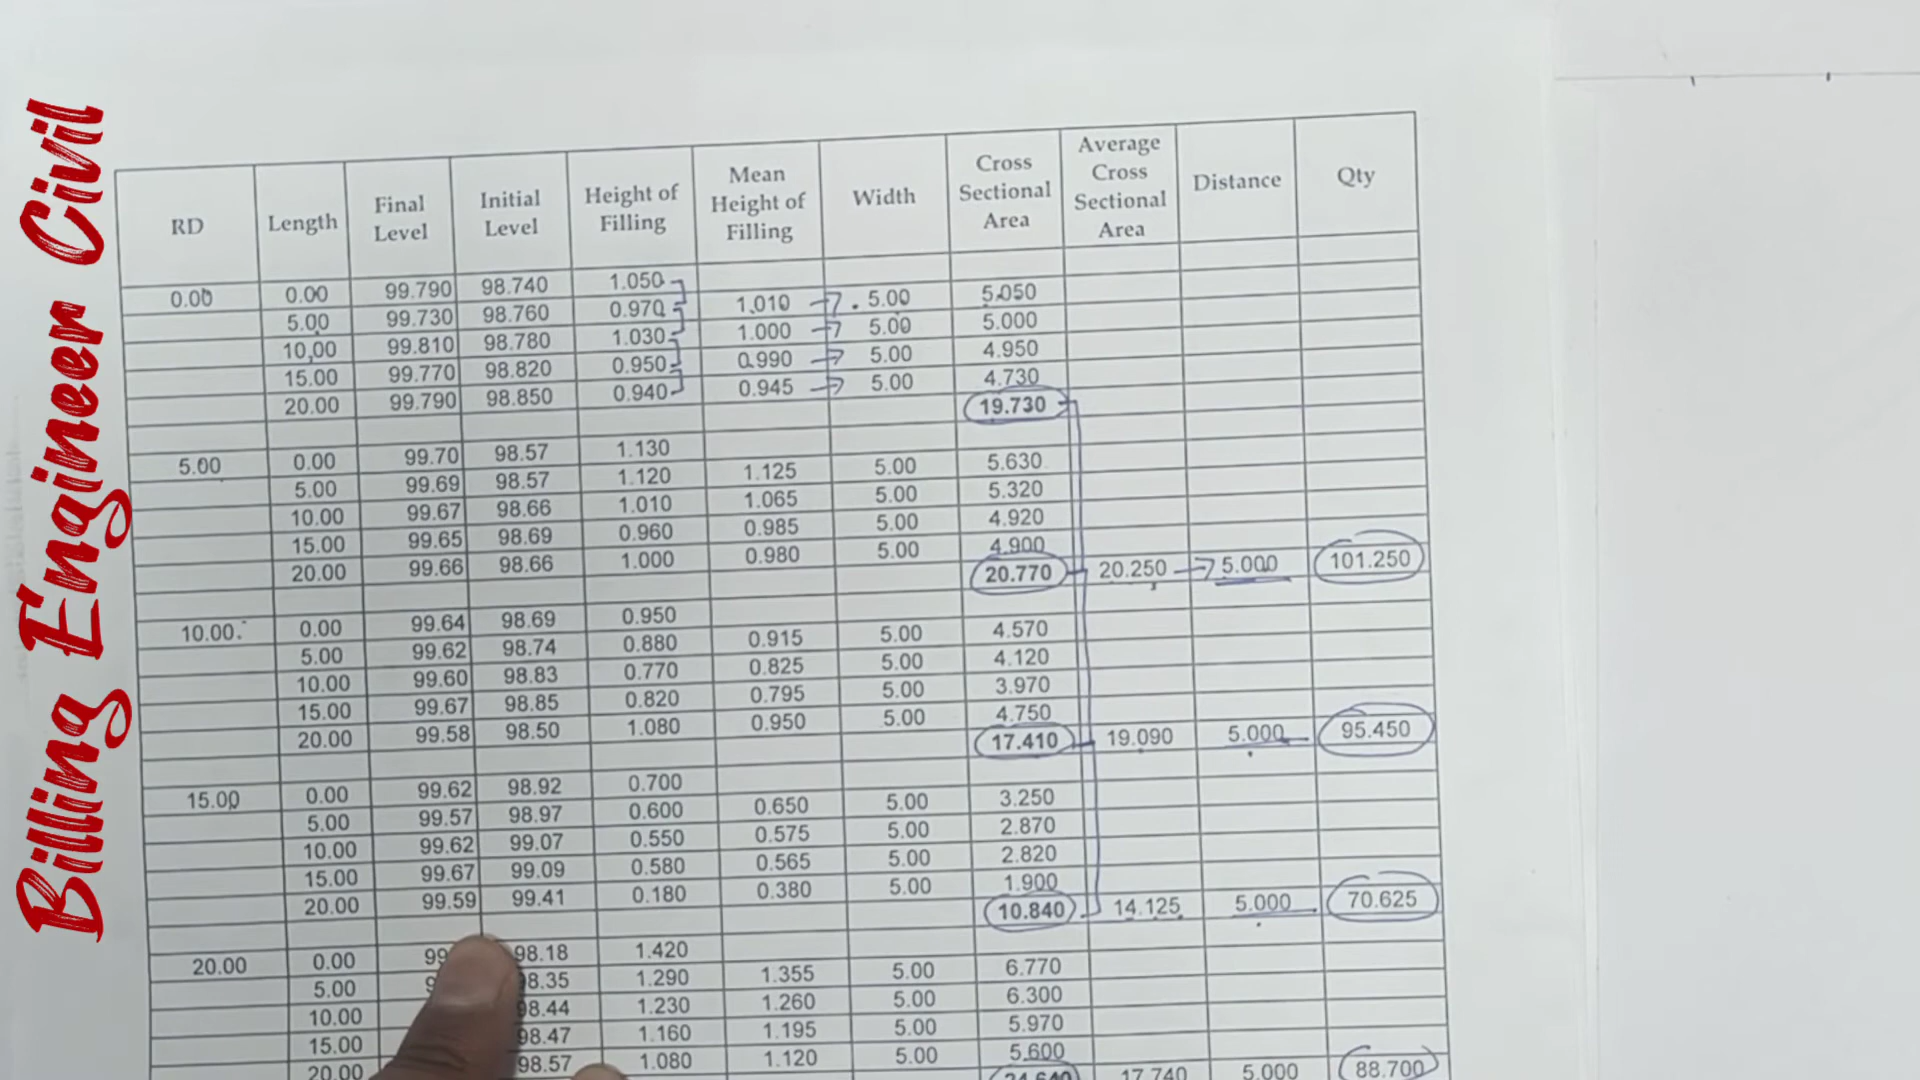 Billing Engineer Civil
RD Length Final Level Initial Level Height of Filling Mean Height of Filling Width Cross Sectional Area Average Cross Sectional Area Distance Qty
0.00 0.00 99.790 98.740 1.050
5.00 99.730 98.760 0.970 1.010 5.00 5.050
10.00 99.810 98.780 1.030 1.000 5.00 5.000
15.00 99.770 98.820 0.950 0.990 5.00 4.950
20.00 99.790 98.850 0.940 0.945 5.00 4.730
19.730
5.00 0.00 99.70 98.57 1.130
5.00 99.69 98.57 1.120 1.125 5.00 5.630
10.00 99.67 98.66 1.010 1.065 5.00 5.320
15.00 99.65 98.69 0.960 0.985 5.00 4.920
20.00 99.66 98.66 1.000 0.980 5.00 4.900
20.770 20.250 5.000 101.250
10.00 0.00 99.64 98.69 0.950
5.00 99.62 98.74 0.880 0.915 5.00 4.570
10.00 99.60 98.83 0.770 0.825 5.00 4.120
15.00 99.67 98.85 0.820 0.795 5.00 3.970
20.00 99.58 98.50 1.080 0.950 5.00 4.750
17.410 19.090 5.000 95.450
15.00 0.00 99.62 98.92 0.700
5.00 99.57 98.97 0.600 0.650 5.00 3.250
10.00 99.62 99.07 0.550 0.575 5.00 2.870
15.00 99.67 99.09 0.580 0.565 5.00 2.820
20.00 99.59 99.41 0.180 0.380 5.00 1.900
10.840 14.125 5.000 70.625
20.00 0.00 98.18 1.420
5.00 8.35 1.290 1.355 5.00 6.770
10.00 98.44 1.230 1.260 5.00 6.300
15.00 98.47 1.160 1.195 5.00 5.970
20.00 98.57 1.080 1.120 5.00 5.600
24.640 17.740 5.000 88.700